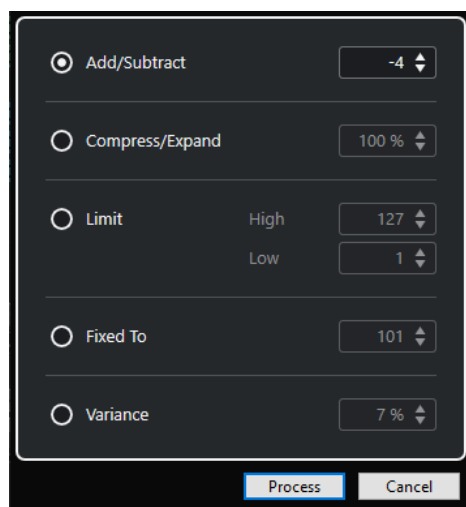 Add/Subtract -4
Compress/Expand 100 %
Limit High 127
Low 1
Fixed To 101
Variance 7 %
Process Cancel